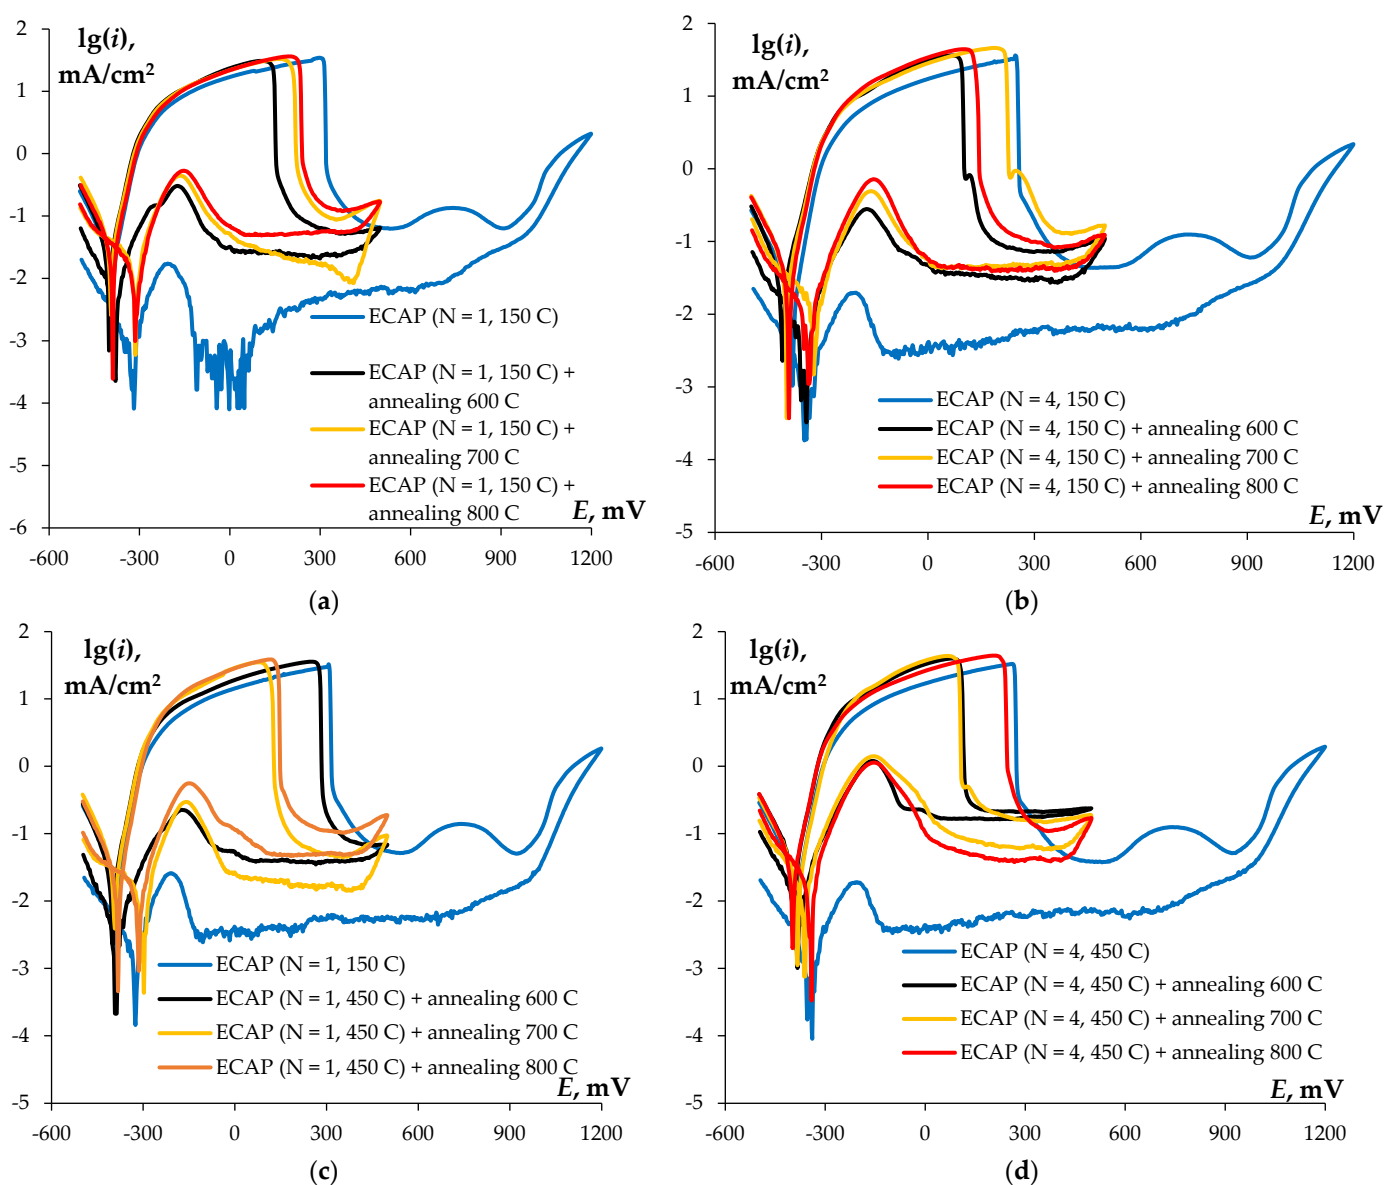 lg(i),
mA/cm²
2
1
0
-1
-2
-3
-4
-5
-6
-600 -300 0 300 600 900 1200
ECAP (N = 1, 150 C)
ECAP (N = 1, 150 C) +
annealing 600 C
ECAP (N = 1, 150 C) +
annealing 700 C
ECAP (N = 1, 150 C) +
annealing 800 C
E, mV
(a)
lg(i),
mA/cm²
2
1
0
-1
-2
-3
-4
-5
-600 -300 0 300 600 900 1200
ECAP (N = 4, 150 C)
ECAP (N = 4, 150 C) + annealing 600 C
ECAP (N = 4, 150 C) + annealing 700 C
ECAP (N = 4, 150 C) + annealing 800 C
E, mV
(b)
lg(i),
mA/cm²
2
1
0
-1
-2
-3
-4
-5
-600 -300 0 300 600 900 1200
ECAP (N = 1, 150 C)
ECAP (N = 1, 450 C) + annealing 600 C
ECAP (N = 1, 450 C) + annealing 700 C
ECAP (N = 1, 450 C) + annealing 800 C
E, mV
(c)
lg(i),
mA/cm²
2
1
0
-1
-2
-3
-4
-5
-600 -300 0 300 600 900 1200
ECAP (N = 4, 450 C)
ECAP (N = 4, 450 C) + annealing 600 C
ECAP (N = 4, 450 C) + annealing 700 C
ECAP (N = 4, 450 C) + annealing 800 C
E, mV
(d)